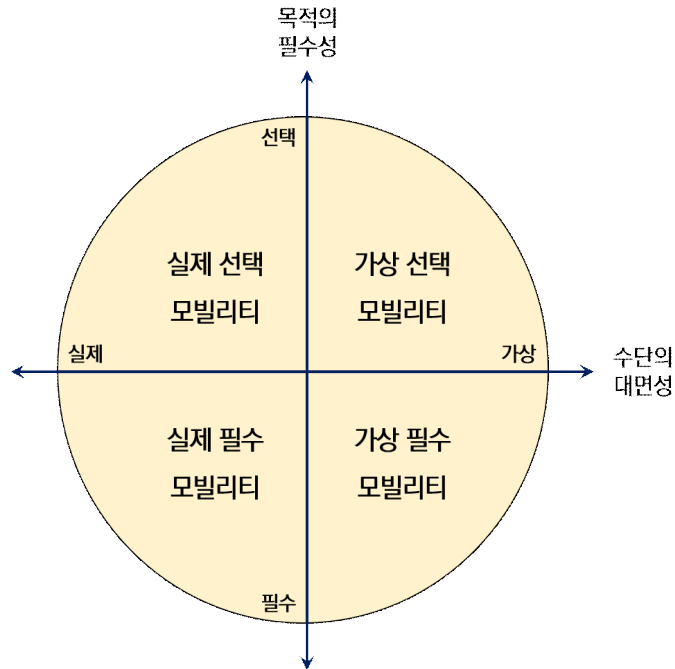 목적의
필수성
선택
실제 선택
모빌리티
가상 선택
모빌리티
실제
가상
수단의
대면성
실제 필수
모빌리티
가상 필수
모빌리티
필수